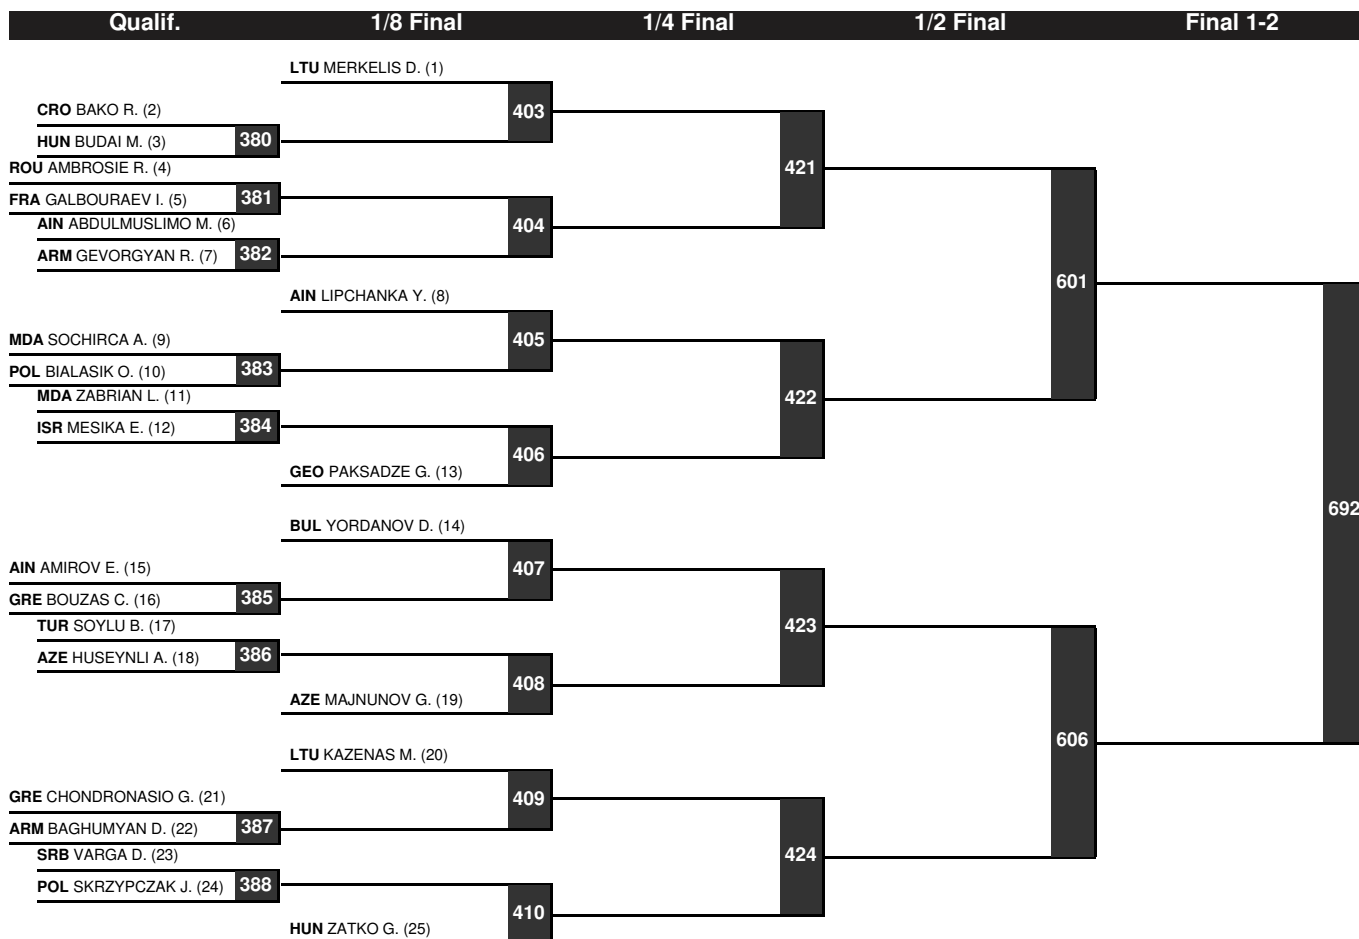 Qualif. 1/8 Final 1/4 Final 1/2 Final Final 1-2
LTU MERKELIS D. (1)
403
CRO BAKO R. (2)
HUN BUDAI M. (3) 380
421
ROU AMBROSIE R. (4)
FRA GALBOURAEV I. (5) 381
404
AIN ABDULMUSLIMO M. (6)
ARM GEVORGYAN R. (7) 382
601
AIN LIPCHANKA Y. (8)
405
MDA SOCHIRCA A. (9)
POL BIALASIK O. (10) 383
422
MDA ZABRIAN L. (11)
ISR MESIKA E. (12) 384
406
GEO PAKSADZE G. (13)
692
BUL YORDANOV D. (14)
407
AIN AMIROV E. (15)
GRE BOUZAS C. (16) 385
423
TUR SOYLU B. (17)
AZE HUSEYNLI A. (18) 386
408
AZE MAJNUNOV G. (19)
606
LTU KAZENAS M. (20)
409
GRE CHONDRONASIO G. (21)
ARM BAGHUMYAN D. (22) 387
424
SRB VARGA D. (23)
POL SKRZYPCZAK J. (24) 388
410
HUN ZATKO G. (25)